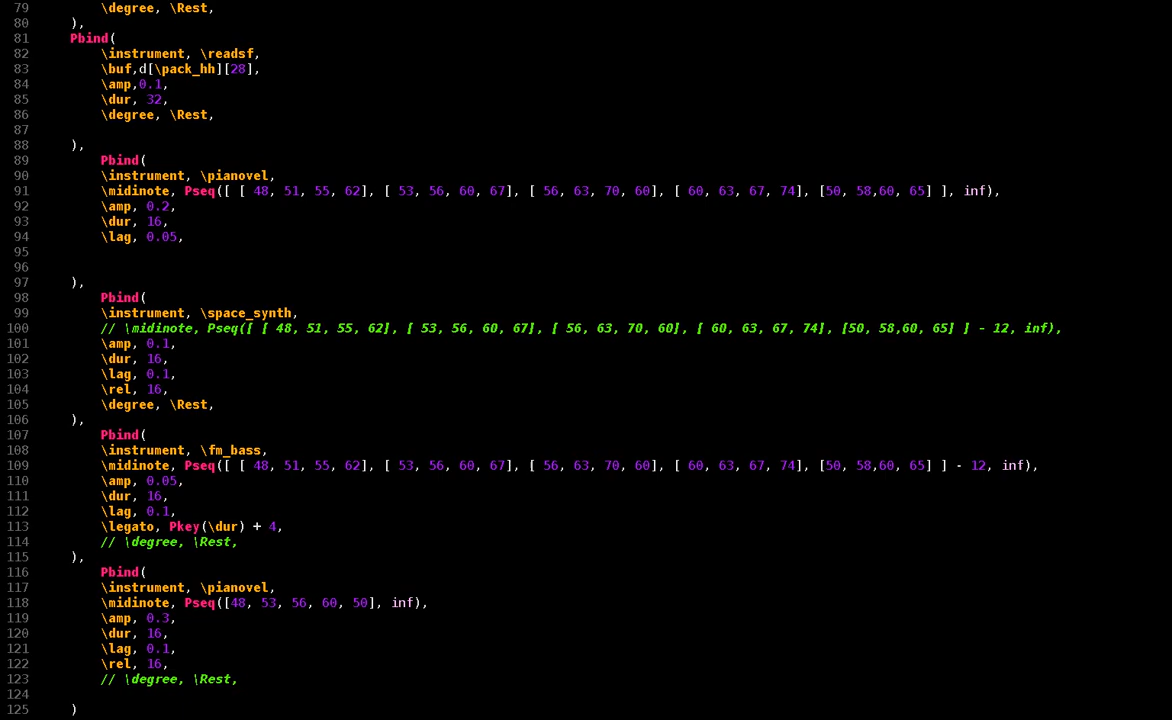 79 \degree, \Rest,
80 ),
81 Pbind(
82 \instrument, \readsf,
83 \buf,d[\pack_hh][28],
84 \amp,0.1,
85 \dur, 32,
86 \degree, \Rest,
87
88 ),
89 Pbind(
90 \instrument, \pianovel,
91 \midinote, Pseq([ [ 48, 51, 55, 62], [ 53, 56, 60, 67], [ 56, 63, 70, 60], [ 60, 63, 67, 74], [50, 58,60, 65] ], inf),
92 \amp, 0.2,
93 \dur, 16,
94 \lag, 0.05,
95
96
97 ),
98 Pbind(
99 \instrument, \space_synth,
100 // \midinote, Pseq([ [ 48, 51, 55, 62], [ 53, 56, 60, 67], [ 56, 63, 70, 60], [ 60, 63, 67, 74], [50, 58,60, 65] ] - 12, inf),
101 \amp, 0.1,
102 \dur, 16,
103 \lag, 0.1,
104 \rel, 16,
105 \degree, \Rest,
106 ),
107 Pbind(
108 \instrument, \fm_bass,
109 \midinote, Pseq([ [ 48, 51, 55, 62], [ 53, 56, 60, 67], [ 56, 63, 70, 60], [ 60, 63, 67, 74], [50, 58,60, 65] ] - 12, inf),
110 \amp, 0.05,
111 \dur, 16,
112 \lag, 0.1,
113 \legato, Pkey(\dur) + 4,
114 // \degree, \Rest,
115 ),
116 Pbind(
117 \instrument, \pianovel,
118 \midinote, Pseq([48, 53, 56, 60, 50], inf),
119 \amp, 0.3,
120 \dur, 16,
121 \lag, 0.1,
122 \rel, 16,
123 // \degree, \Rest,
124
125 )